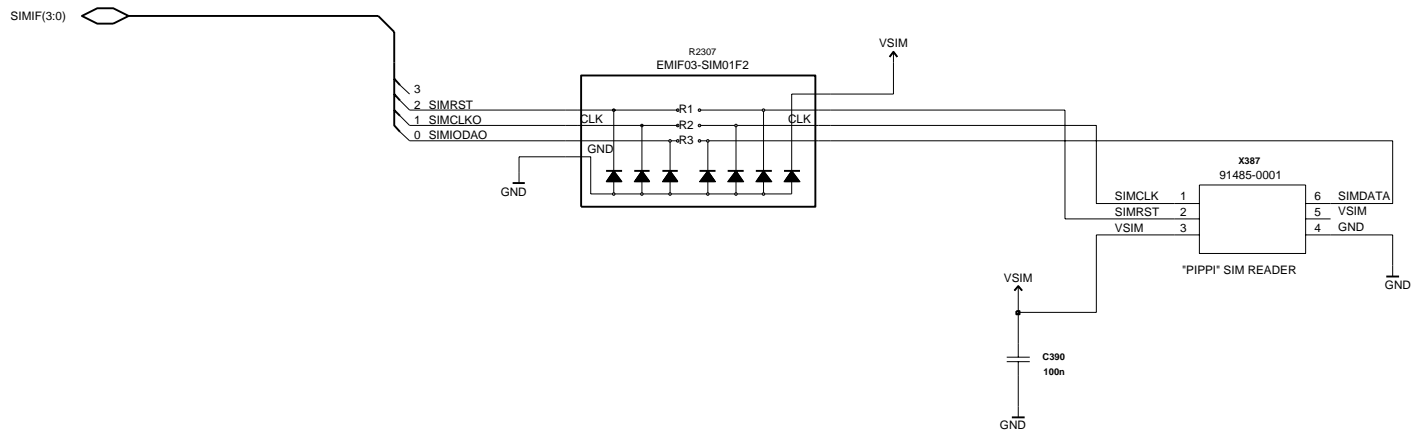 SIMIF(3:0)
VSIM
R2307
EMIF03-SIM01F2
3
2 SIMRST
R1
1 SIMCLKO
CLK
R2
CLK
0 SIMIODAO
R3
GND
GND
X387
91485-0001
SIMCLK 1
6 SIMDATA
SIMRST 2
5 VSIM
VSIM 3
4 GND
"PIPPI" SIM READER
VSIM
GND
C390
100n
GND